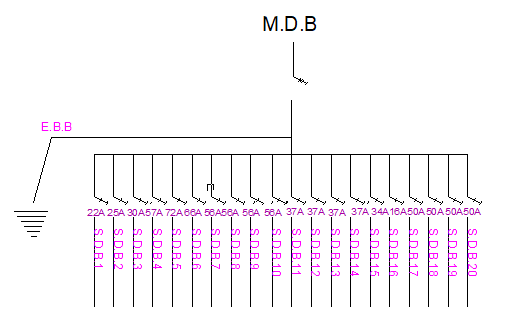 M.D.B
E.B.B
22A 25A 30A 57A 72A 66A 56A 56A 56A 56A 37A 37A 37A 37A 34A 16A 50A 50A 50A 50A
S.D.B.1
S.D.B.2
S.D.B.3
S.D.B.4
S.D.B.5
S.D.B.6
S.D.B.7
S.D.B.8
S.D.B.9
S.D.B.10
S.D.B.11
S.D.B.12
S.D.B.13
S.D.B.14
S.D.B.15
S.D.B.16
S.D.B.17
S.D.B.18
S.D.B.19
S.D.B.20